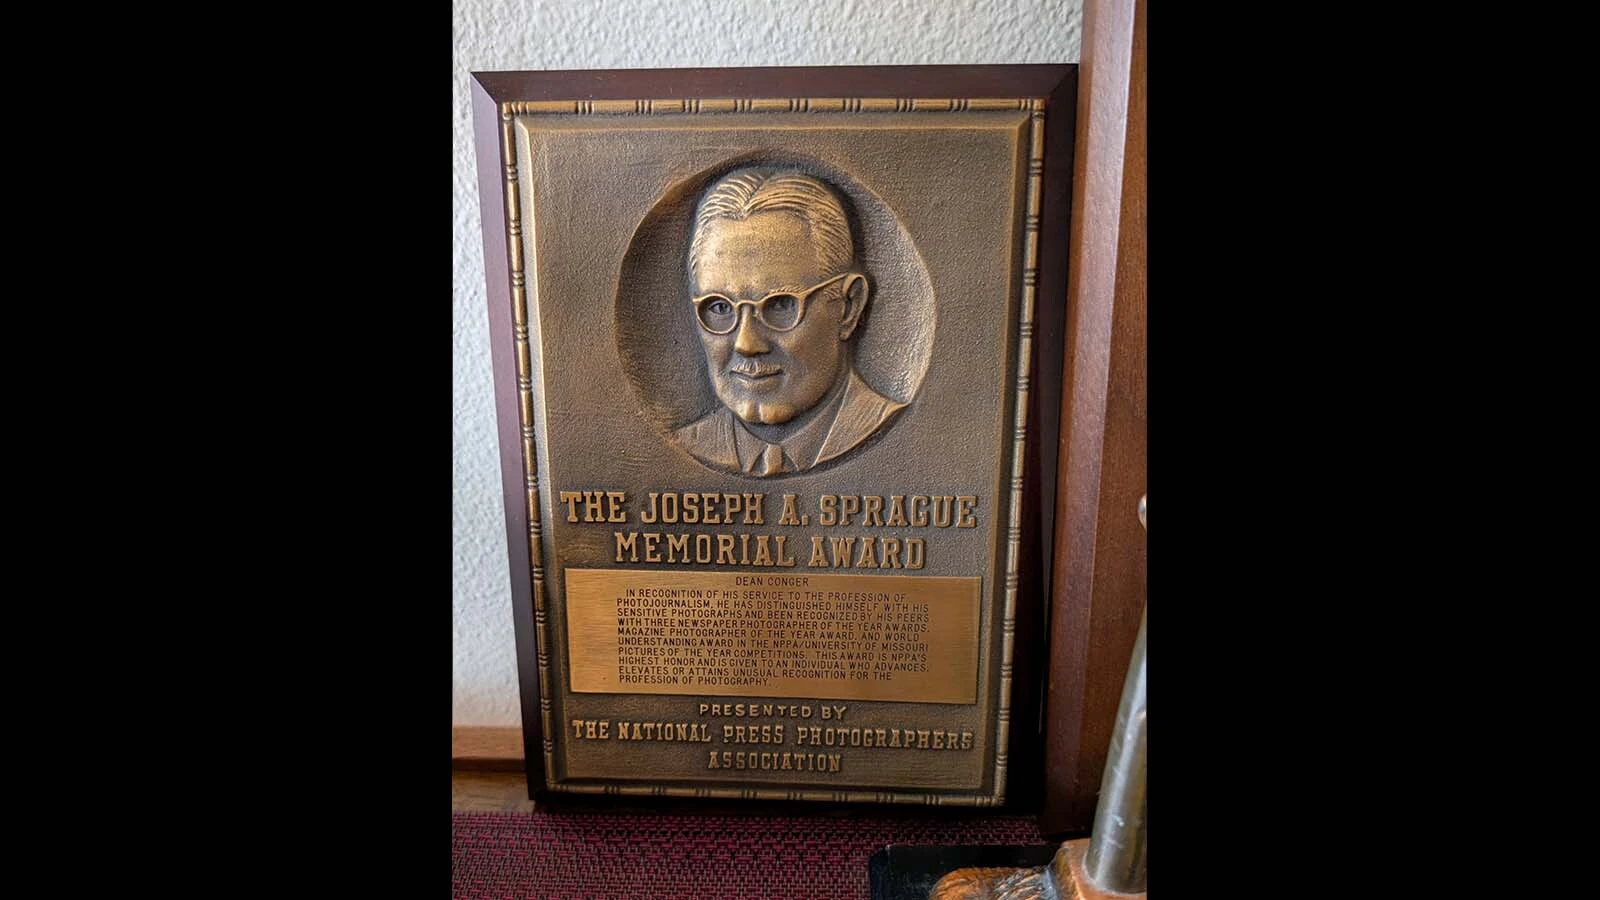 THE JOSEPH A. SPRAGUE
MEMORIAL AWARD
DEAN CONGER
IN RECOGNITION OF HIS SERVICE TO THE PROFESSION OF
PHOTOJOURNALISM, HE HAS DISTINGUISHED HIMSELF WITH HIS
SENSITIVE PHOTOGRAPHS AND BEEN RECOGNIZED BY HIS PEERS
WITH THREE NEWSPAPER PHOTOGRAPHER OF THE YEAR AWARDS,
MAGAZINE PHOTOGRAPHER OF THE YEAR AWARD, AND WORLD
UNDERSTANDING AWARD IN THE NPPA/UNIVERSITY OF MISSOURI
PICTURES OF THE YEAR COMPETITIONS. THIS AWARD IS NPPA'S
HIGHEST HONOR AND IS GIVEN TO AN INDIVIDUAL WHO ADVANCES,
ELEVATES OR ATTAINS UNUSUAL RECOGNITION FOR THE
PROFESSION OF PHOTOGRAPHY.
PRESENTED BY
THE NATIONAL PRESS PHOTOGRAPHERS
ASSOCIATION